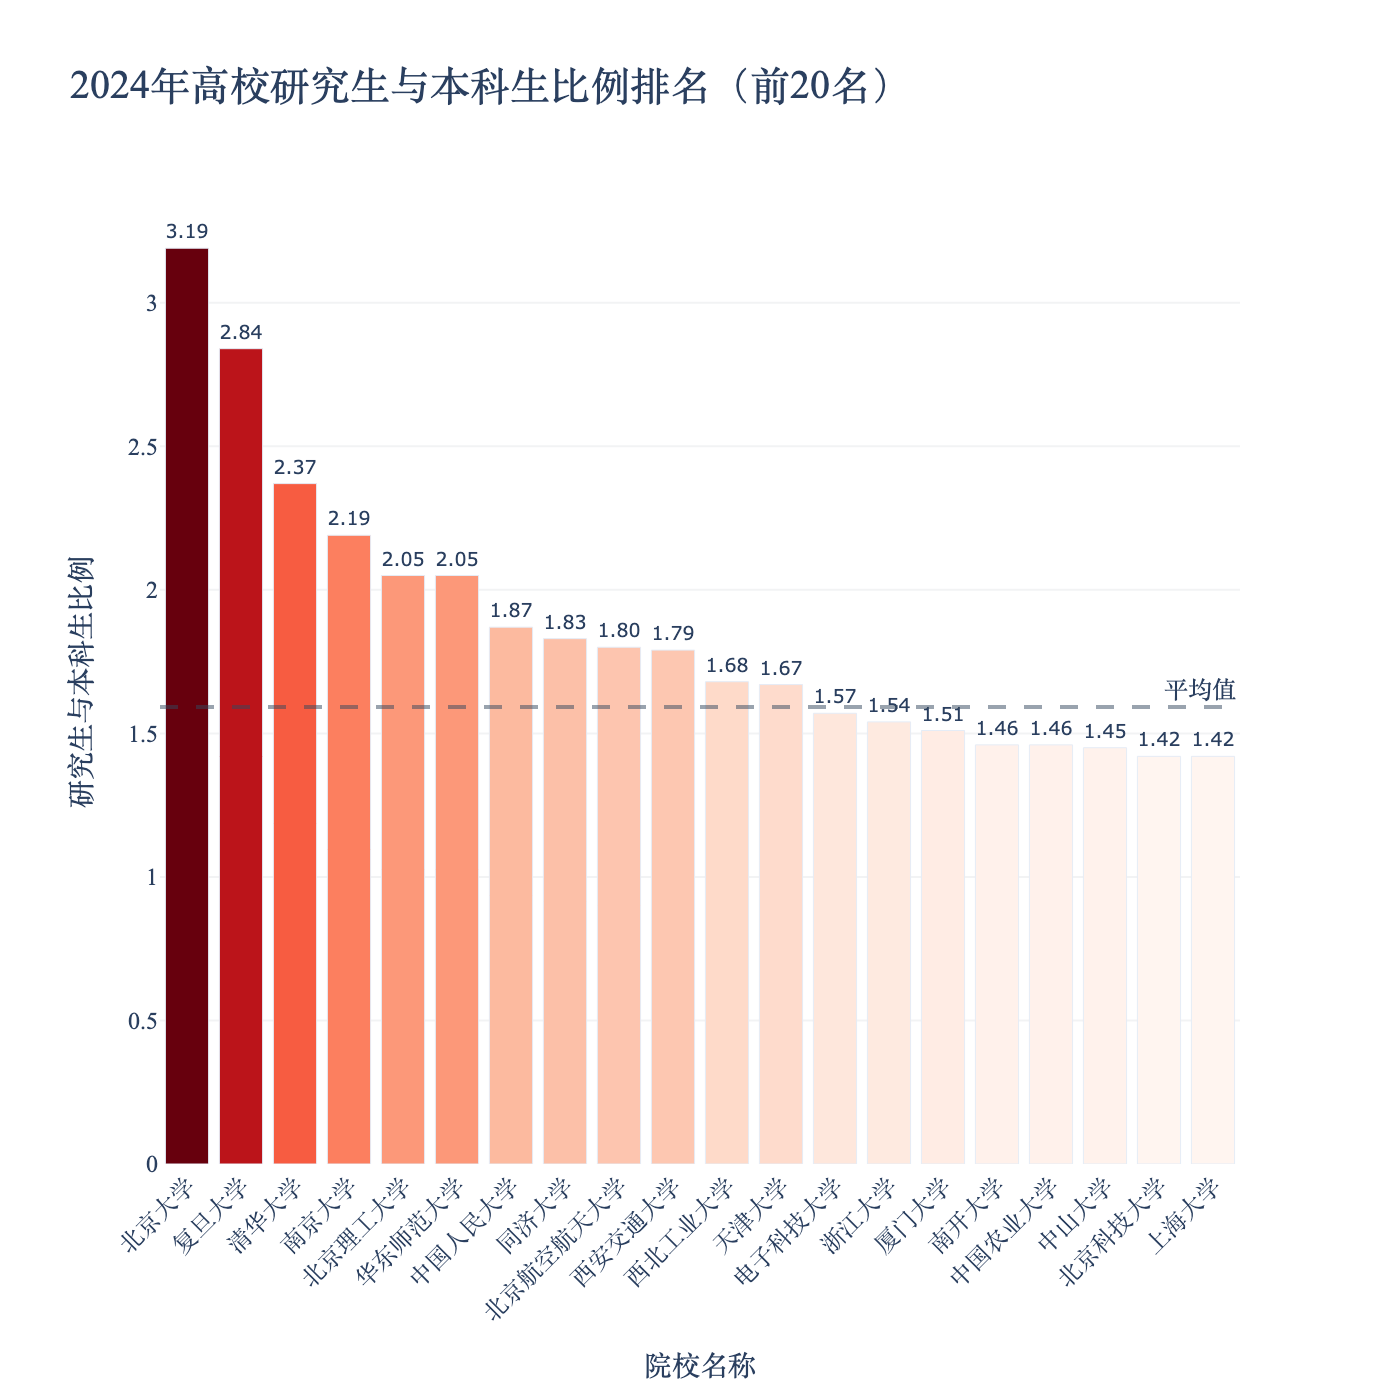 2024年高校研究生与本科生比例排名（前20名）
3.19
2.84
2.37
2.19
2.05
2.05
1.87
1.83
1.80
1.79
1.68
1.67
1.57
1.54
1.51
1.46
1.46
1.45
1.42
1.42
平均值
研究生与本科生比例
3
2.5
2
1.5
1
0.5
0
北京大学
复旦大学
清华大学
南京大学
北京理工大学
华东师范大学
中国人民大学
同济大学
北京航空航天大学
西安交通大学
西北工业大学
天津大学
电子科技大学
浙江大学
厦门大学
南开大学
中国农业大学
中山大学
北京科技大学
上海大学
院校名称